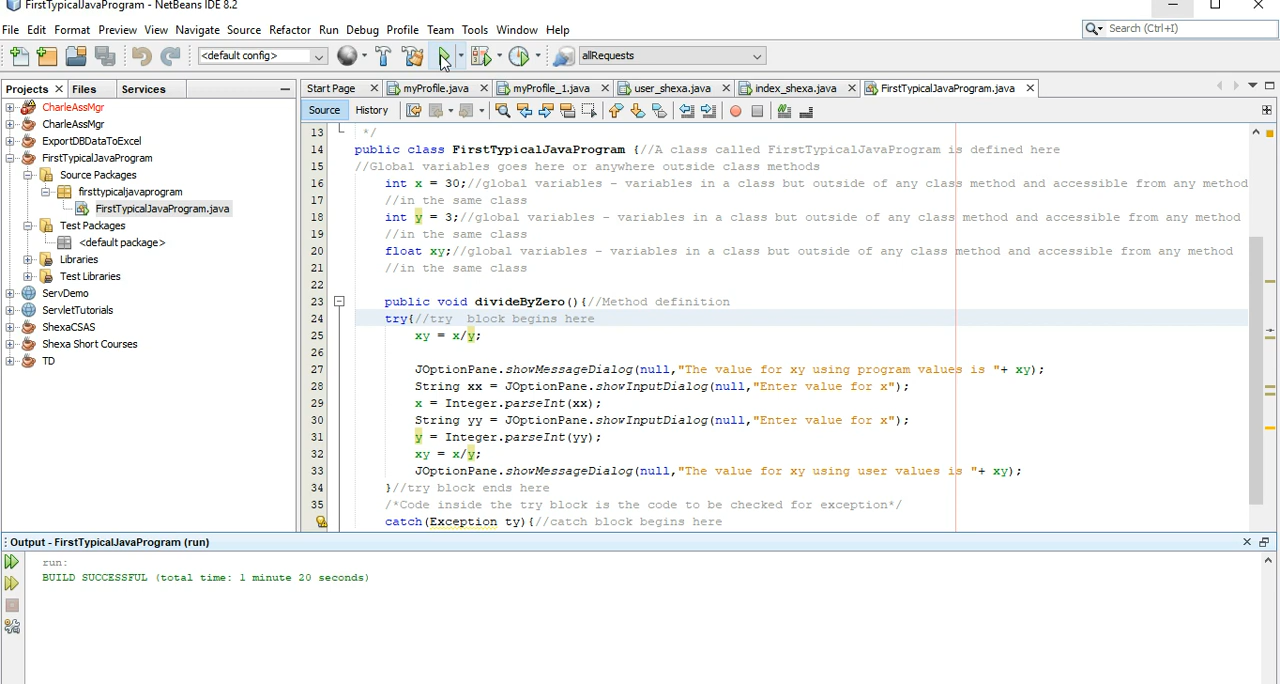 FirstTypicalJavaProgram - NetBeans IDE 8.2
File Edit Format Preview View Navigate Source Refactor Run Debug Profile Team Tools Window Help
Search (Ctrl+I)
<default config>
allRequests
Projects Files Services
Start Page myProfile.java myProfile_1.java user_shexa.java index_shexa.java FirstTypicalJavaProgram.java
Source History
CharleAssMgr
CharleAssMgr
ExportDBDataToExcel
FirstTypicalJavaProgram
Source Packages
firsttypicaljavaprogram
FirstTypicalJavaProgram.java
Test Packages
<default package>
Libraries
Test Libraries
ServDemo
ServletTutorials
ShexaCSAS
Shexa Short Courses
TD
13 */
14 public class FirstTypicalJavaProgram {//A class called FirstTypicalJavaProgram is defined here
15 //Global variables goes here or anywhere outside class methods
16 int x = 30;//global variables - variables in a class but outside of any class method and accessible from any method
17 //in the same class
18 int y = 3;//global variables - variables in a class but outside of any class method and accessible from any method
19 //in the same class
20 float xy;//global variables - variables in a class but outside of any class method and accessible from any method
21 //in the same class
22
23 public void divideByZero(){//Method definition
24 try{//try  block begins here
25 xy = x/y;
26
27 JOptionPane.showMessageDialog(null,"The value for xy using program values is "+ xy);
28 String xx = JOptionPane.showInputDialog(null,"Enter value for x");
29 x = Integer.parseInt(xx);
30 String yy = JOptionPane.showInputDialog(null,"Enter value for x");
31 y = Integer.parseInt(yy);
32 xy = x/y;
33 JOptionPane.showMessageDialog(null,"The value for xy using user values is "+ xy);
34 }//try block ends here
35 /*Code inside the try block is the code to be checked for exception*/
catch(Exception ty){//catch block begins here
Output - FirstTypicalJavaProgram (run)
run:
BUILD SUCCESSFUL (total time: 1 minute 20 seconds)